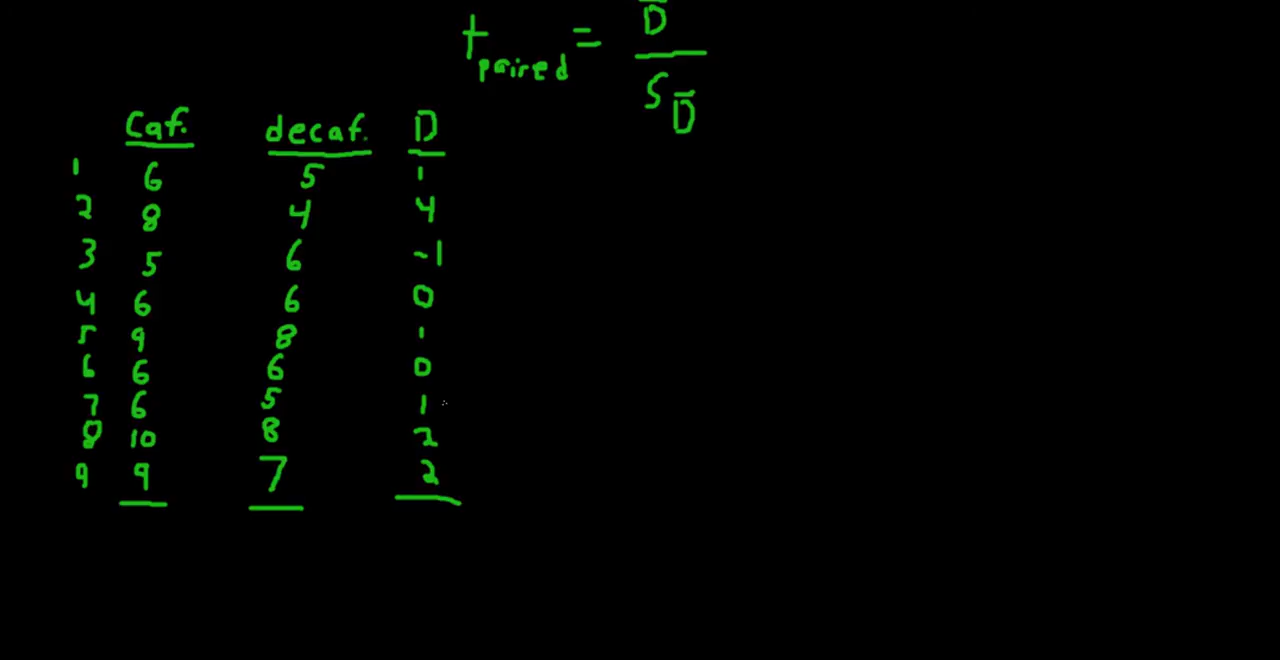 t paired = D̄
S D̄
Caf. decaf. D
1 6 5 1
2 8 4 4
3 5 6 -1
4 6 6 0
5 9 8 1
6 6 6 0
7 6 5 1
8 10 8 2
9 9 7 2